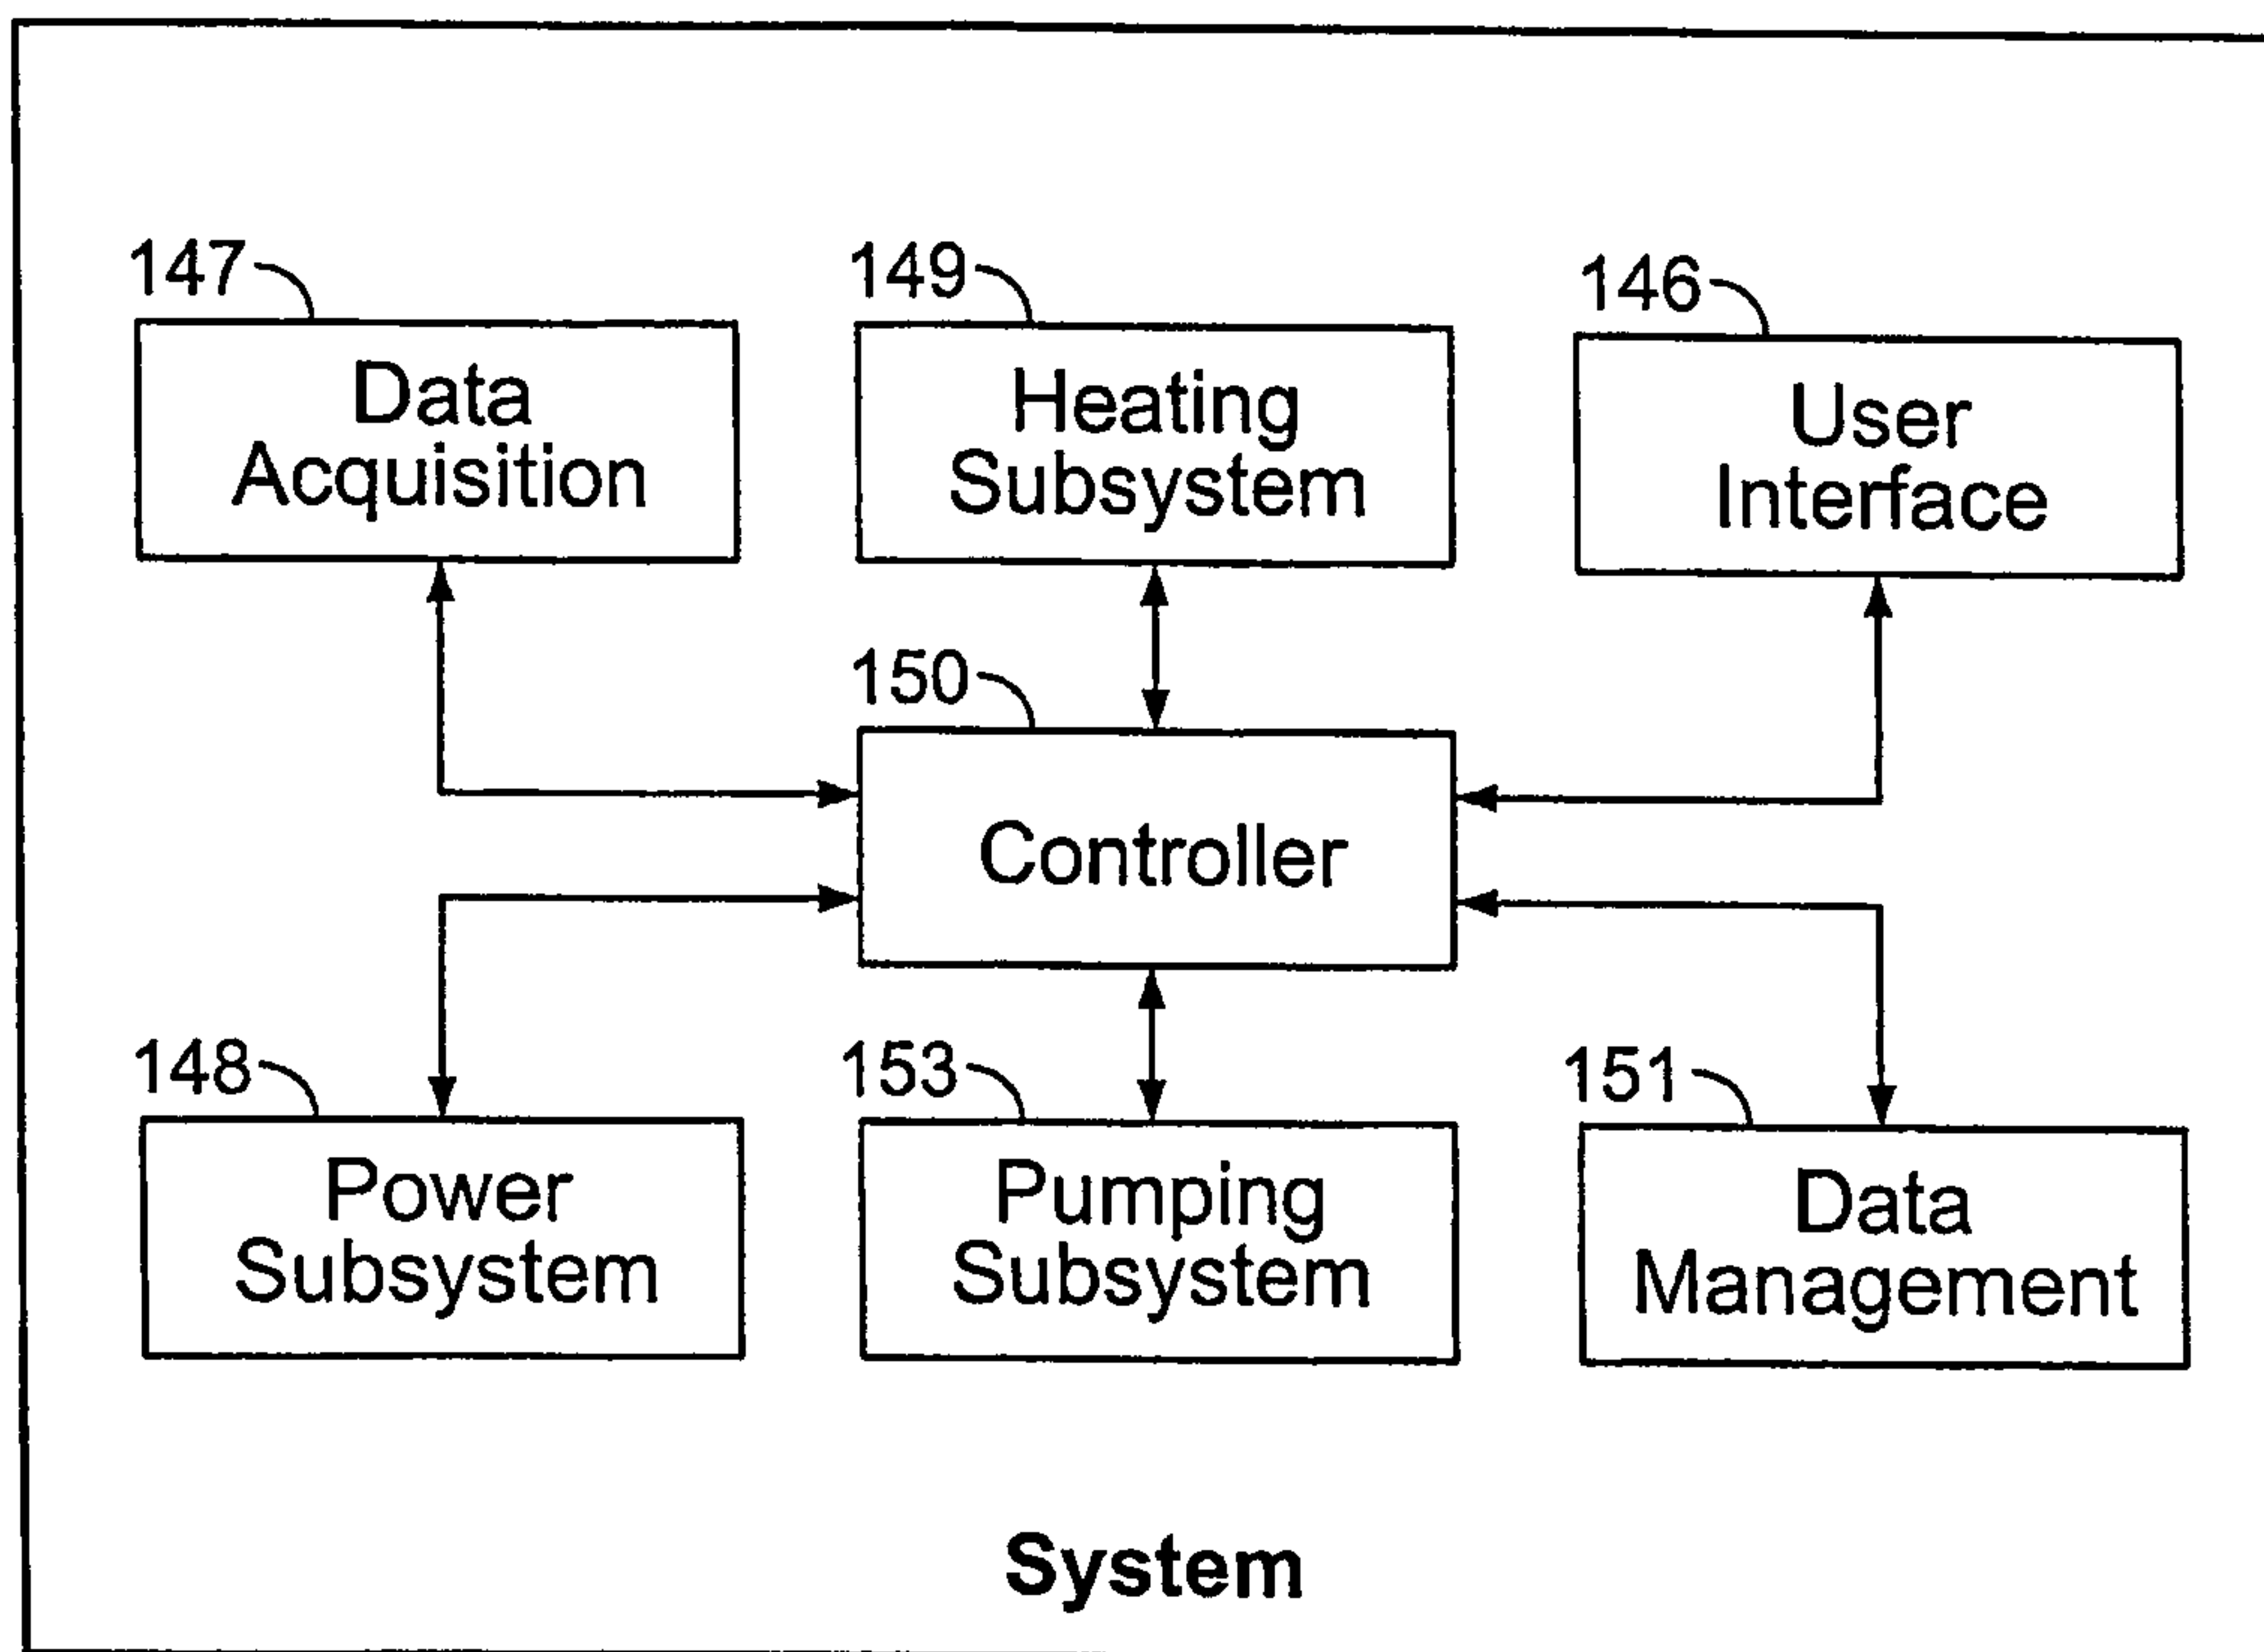 147
149
146
Data
Acquisition
Heating
Subsystem
User
Interface
150
Controller
148
153
151
Power
Subsystem
Pumping
Subsystem
Data
Management
System